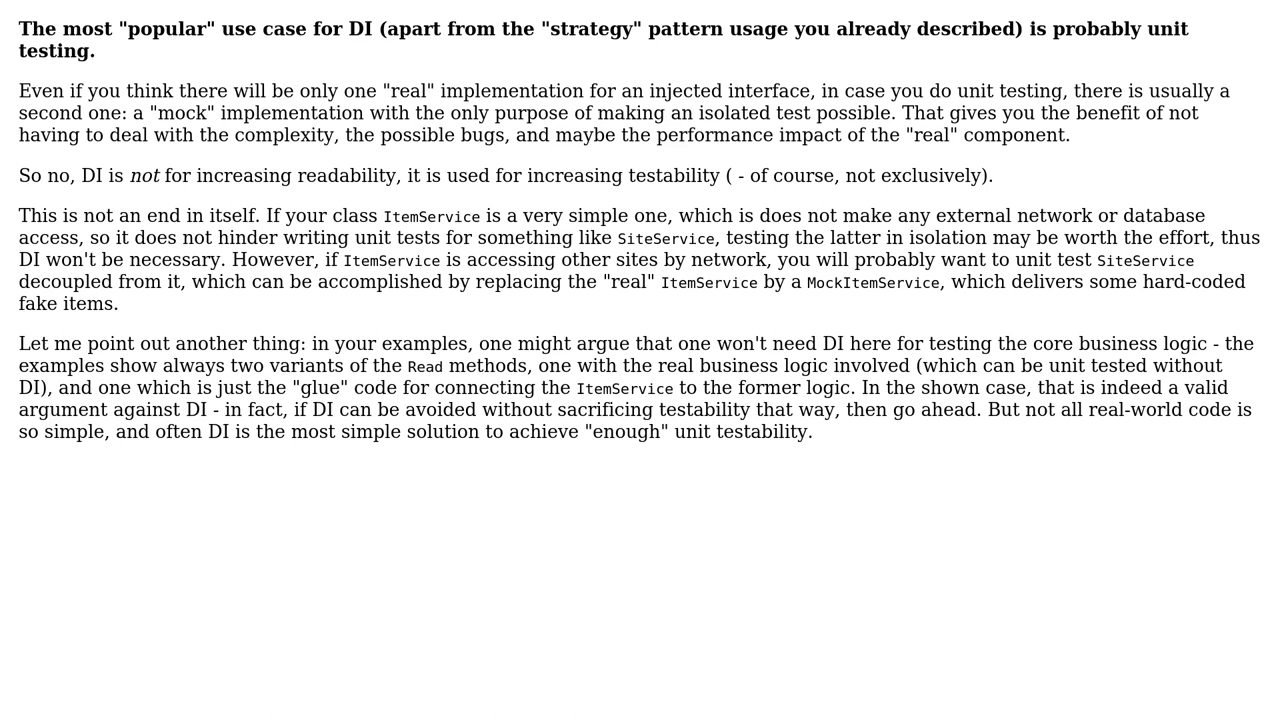 The most "popular" use case for DI (apart from the "strategy" pattern usage you already described) is probably unit
testing.
Even if you think there will be only one "real" implementation for an injected interface, in case you do unit testing, there is usually a
second one: a "mock" implementation with the only purpose of making an isolated test possible. That gives you the benefit of not
having to deal with the complexity, the possible bugs, and maybe the performance impact of the "real" component.
So no, DI is not for increasing readability, it is used for increasing testability ( - of course, not exclusively).
This is not an end in itself. If your class ItemService is a very simple one, which is does not make any external network or database
access, so it does not hinder writing unit tests for something like SiteService, testing the latter in isolation may be worth the effort, thus
DI won't be necessary. However, if ItemService is accessing other sites by network, you will probably want to unit test SiteService
decoupled from it, which can be accomplished by replacing the "real" ItemService by a MockItemService, which delivers some hard-coded
fake items.
Let me point out another thing: in your examples, one might argue that one won't need DI here for testing the core business logic - the
examples show always two variants of the Read methods, one with the real business logic involved (which can be unit tested without
DI), and one which is just the "glue" code for connecting the ItemService to the former logic. In the shown case, that is indeed a valid
argument against DI - in fact, if DI can be avoided without sacrificing testability that way, then go ahead. But not all real-world code is
so simple, and often DI is the most simple solution to achieve "enough" unit testability.